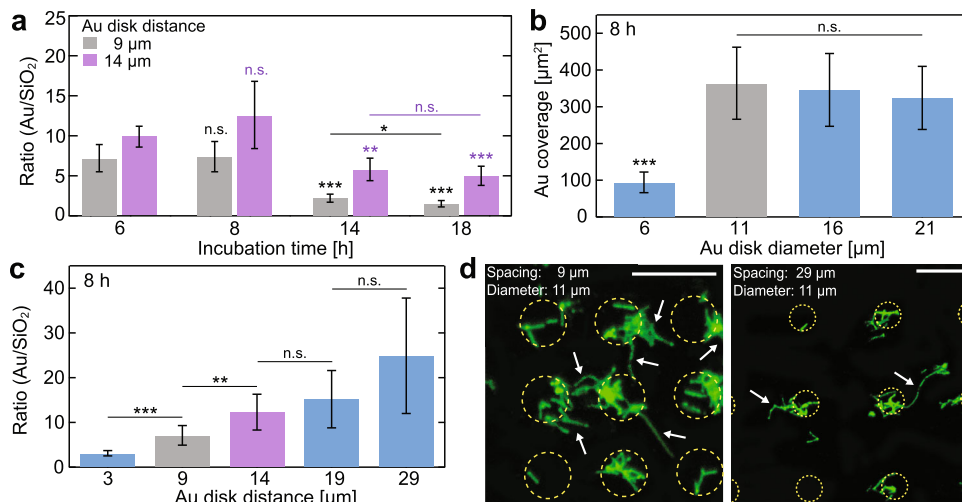 a
Au disk distance
9 µm
14 µm
Ratio (Au/SiO₂)
25
20
15
10
5
0
n.s.
n.s.
***
**
*
n.s.
***
***
6
8
14
18
Incubation time [h]
b
8 h
Au coverage [µm²]
500
400
300
200
100
0
***
n.s.
6
11
16
21
Au disk diameter [µm]
c
8 h
Ratio (Au/SiO₂)
40
30
20
10
0
***
**
n.s.
n.s.
3
9
14
19
29
Au disk distance [µm]
d
Spacing: 9 µm
Diameter: 11 µm
Spacing: 29 µm
Diameter: 11 µm